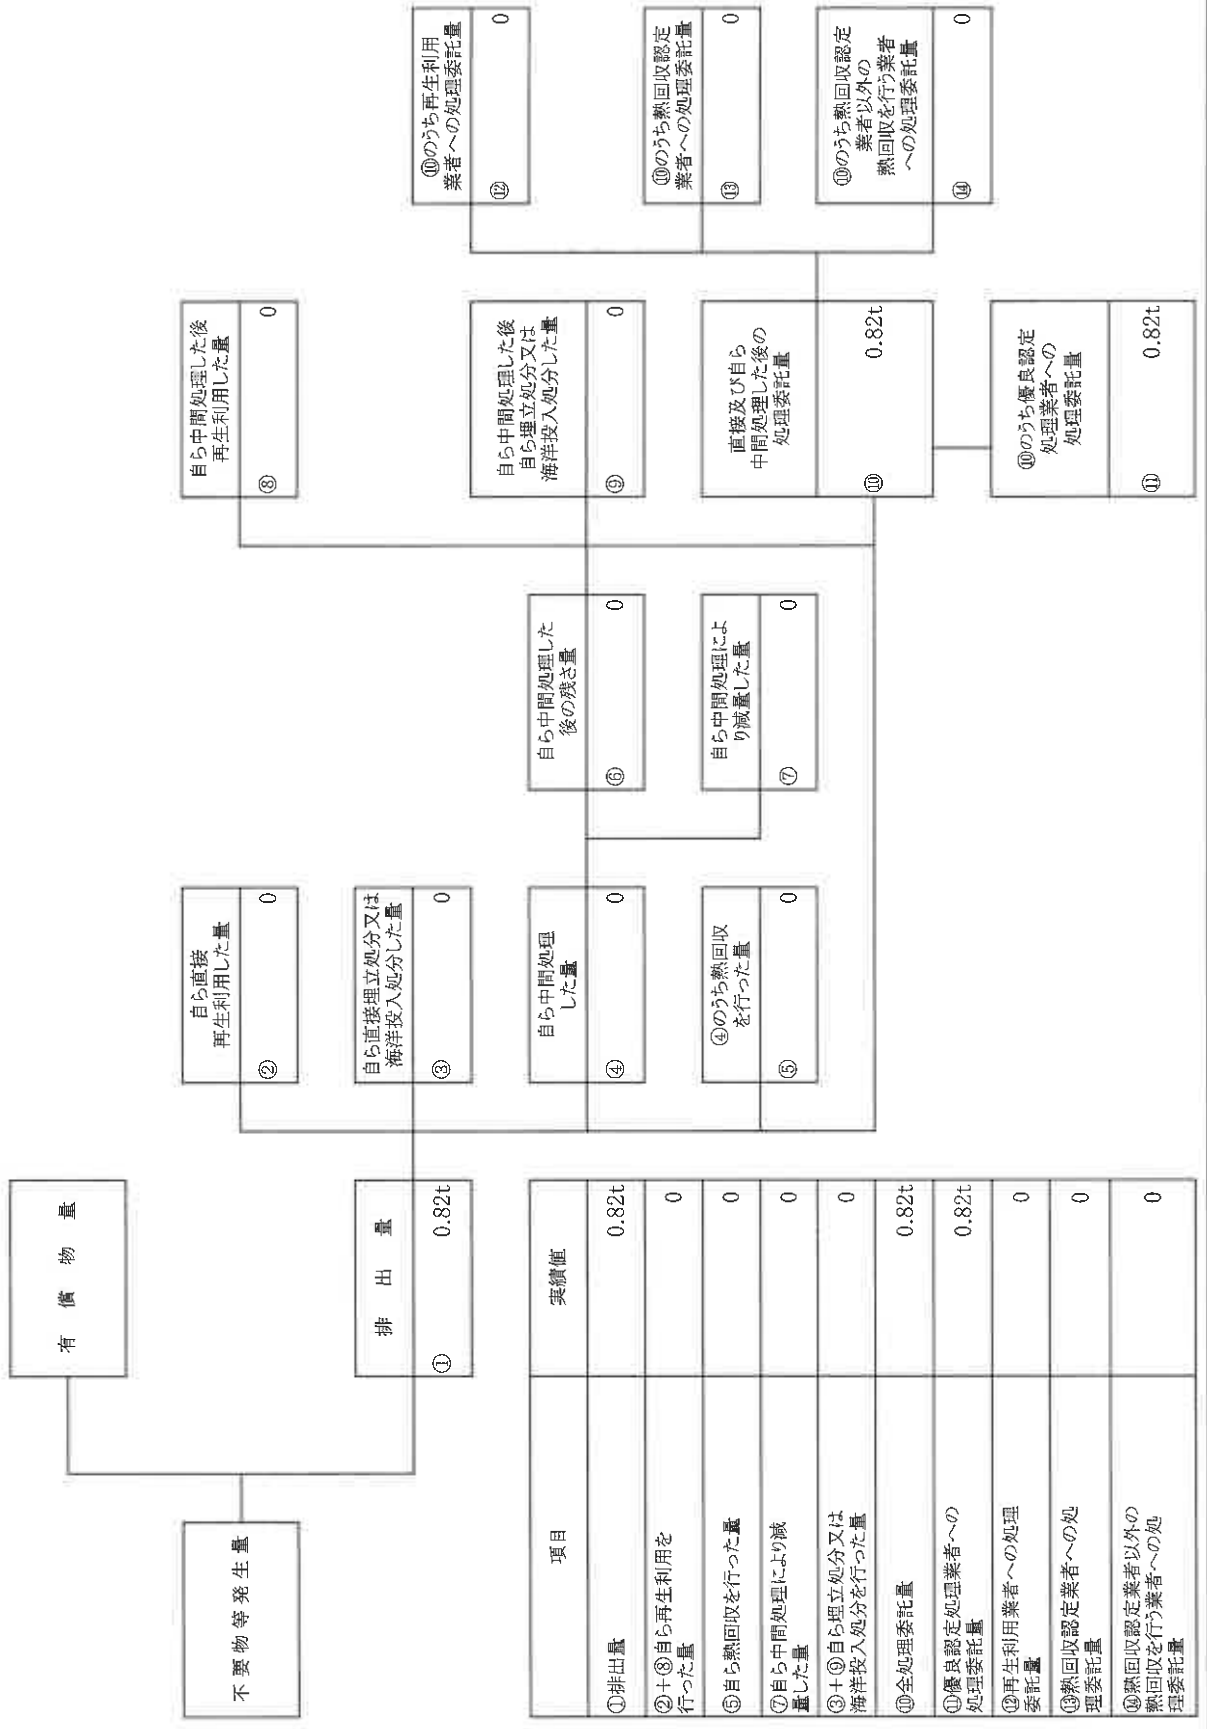 不要物等発生量
有償物量
排出量
① 0.82t
自ら直接
再生利用した量
② 0
自ら直接埋立処分又は
海洋投入処分した量
③ 0
自ら中間処理
した量
④ 0
④のうち熱回収
を行った量
⑤ 0
自ら中間処理した
後の残さ量
⑥ 0
自ら中間処理によ
り減量した量
⑦ 0
自ら中間処理した後
再生利用した量
⑧ 0
自ら中間処理した後
自ら埋立処分又は
海洋投入処分した量
⑨ 0
直接及び自ら
中間処理した後の
処理委託量
⑩ 0.82t
⑩のうち優良認定
処理業者への
処理委託量
⑪ 0.82t
⑩のうち再生利用
業者への処理委託量
⑫ 0
⑩のうち熱回収認定
業者への処理委託量
⑬ 0
⑩のうち熱回収認定
業者以外の
熱回収を行う業者
への処理委託量
⑭ 0
項目 実績値
①排出量 0.82t
②+⑧自ら再生利用を
行った量 0
⑤自ら熱回収を行った量 0
⑦自ら中間処理により減
量した量 0
③+⑨自ら埋立処分又は
海洋投入処分を行った量 0
⑩全処理委託量 0.82t
⑪優良認定処理業者への
処理委託量 0.82t
⑫再生利用業者への処理
委託量 0
⑬熱回収認定業者への処
理委託量 0
⑭熱回収認定業者以外の
熱回収を行う業者への処
理委託量 0